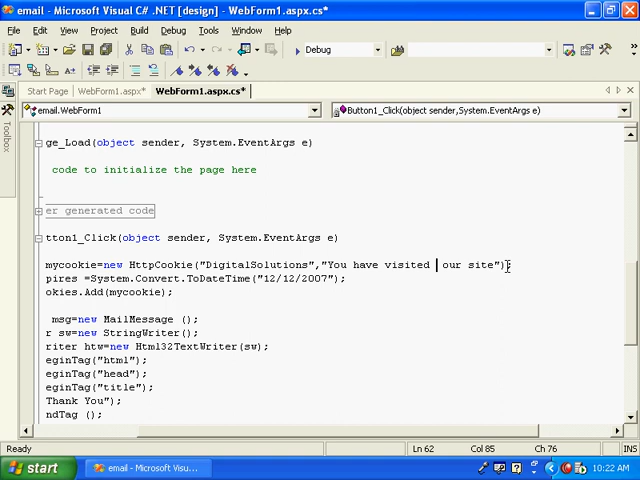 email - Microsoft Visual C# .NET [design] - WebForm1.aspx.cs*
File Edit View Project Build Debug Tools Window Help
Debug
Start Page WebForm1.aspx* WebForm1.aspx.cs*
email.WebForm1 Button1_Click(object sender,System.EventArgs e)
Toolbox
ge_Load(object sender, System.EventArgs e)
code to initialize the page here
er generated code
tton1_Click(object sender, System.EventArgs e)
mycookie=new HttpCookie("DigitalSolutions","You have visited our site");
pires =System.Convert.ToDateTime("12/12/2007");
okies.Add(mycookie);
msg=new MailMessage ();
r sw=new StringWriter();
riter htw=new Html32TextWriter(sw);
eginTag("html");
eginTag("head");
eginTag("title");
Thank You");
ndTag ();
Ready Ln 62 Col 85 Ch 76 INS
start email - Microsoft Visu... 10:22 AM